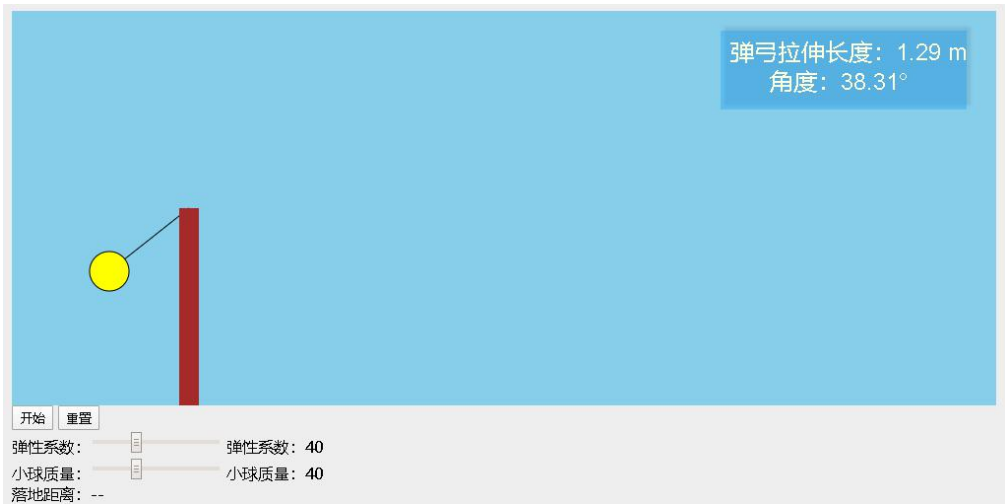 弹弓拉伸长度：1.29 m
角度：38.31°
开始 重置
弹性系数： 弹性系数：40
小球质量： 小球质量：40
落地距离：--